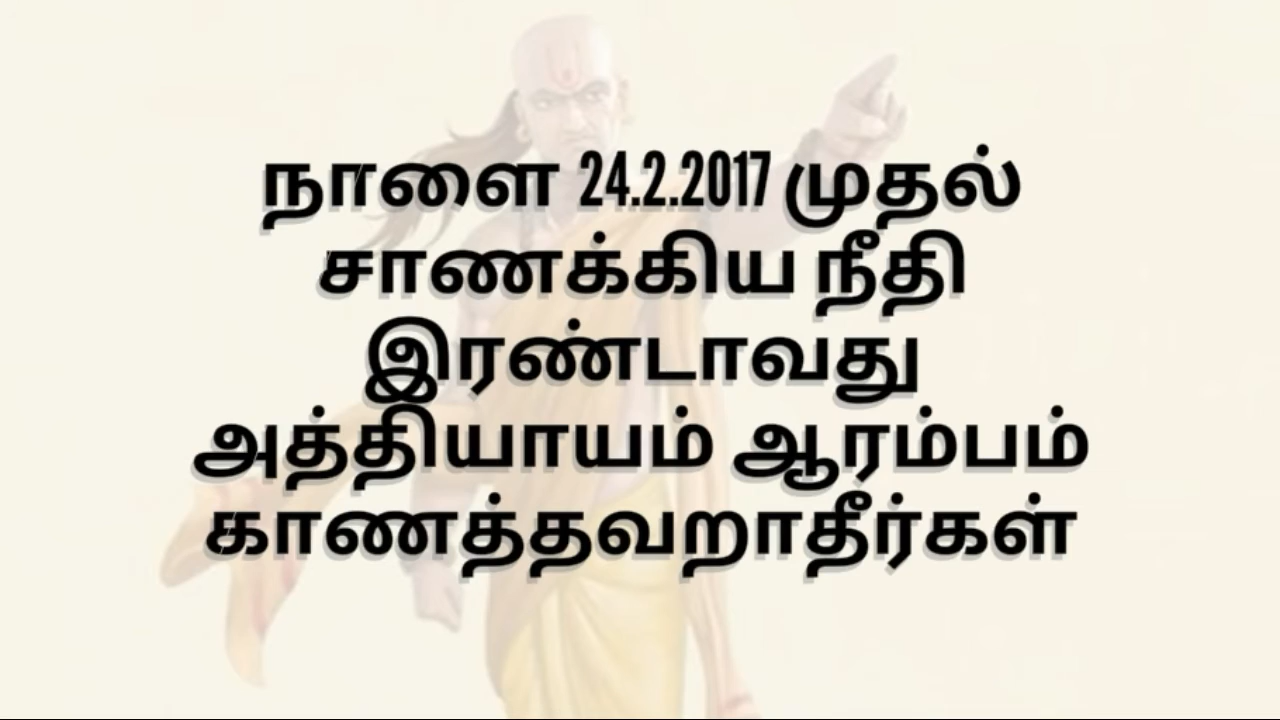 நாளை 24.2.2017 முதல்
சாணக்கிய நீதி
இரண்டாவது
அத்தியாயம் ஆரம்பம்
காணத்தவறாதீர்கள்